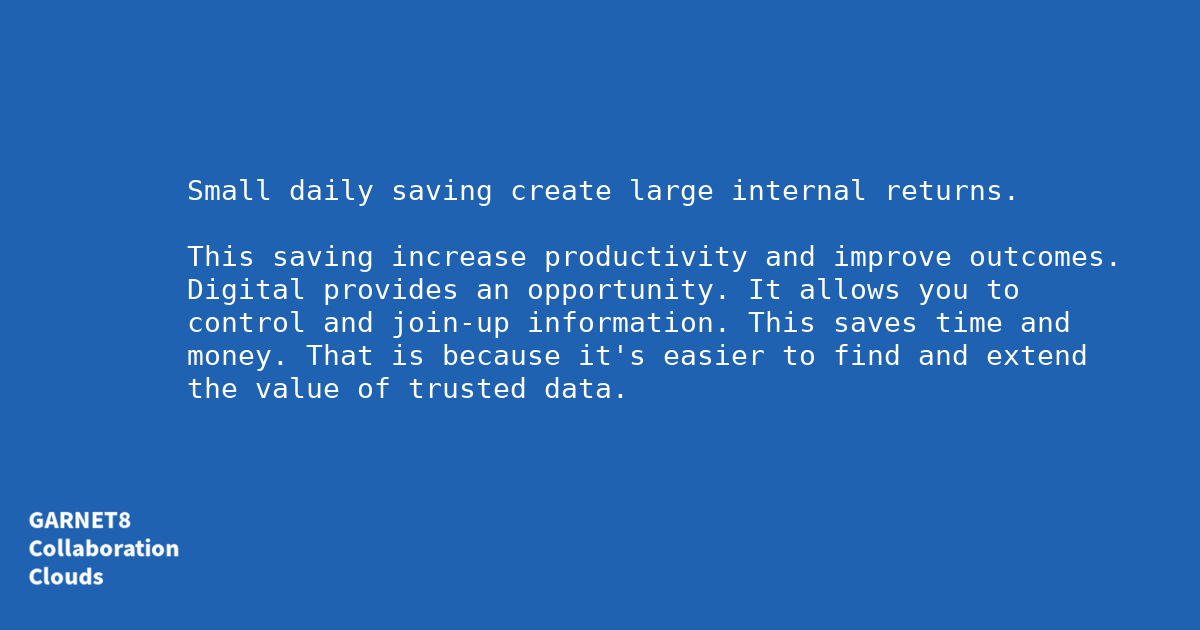 Small daily saving create large internal returns.
This saving increase productivity and improve outcomes.
Digital provides an opportunity. It allows you to
control and join-up information. This saves time and
money. That is because it's easier to find and extend
the value of trusted data.
GARNET8
Collaboration
Clouds